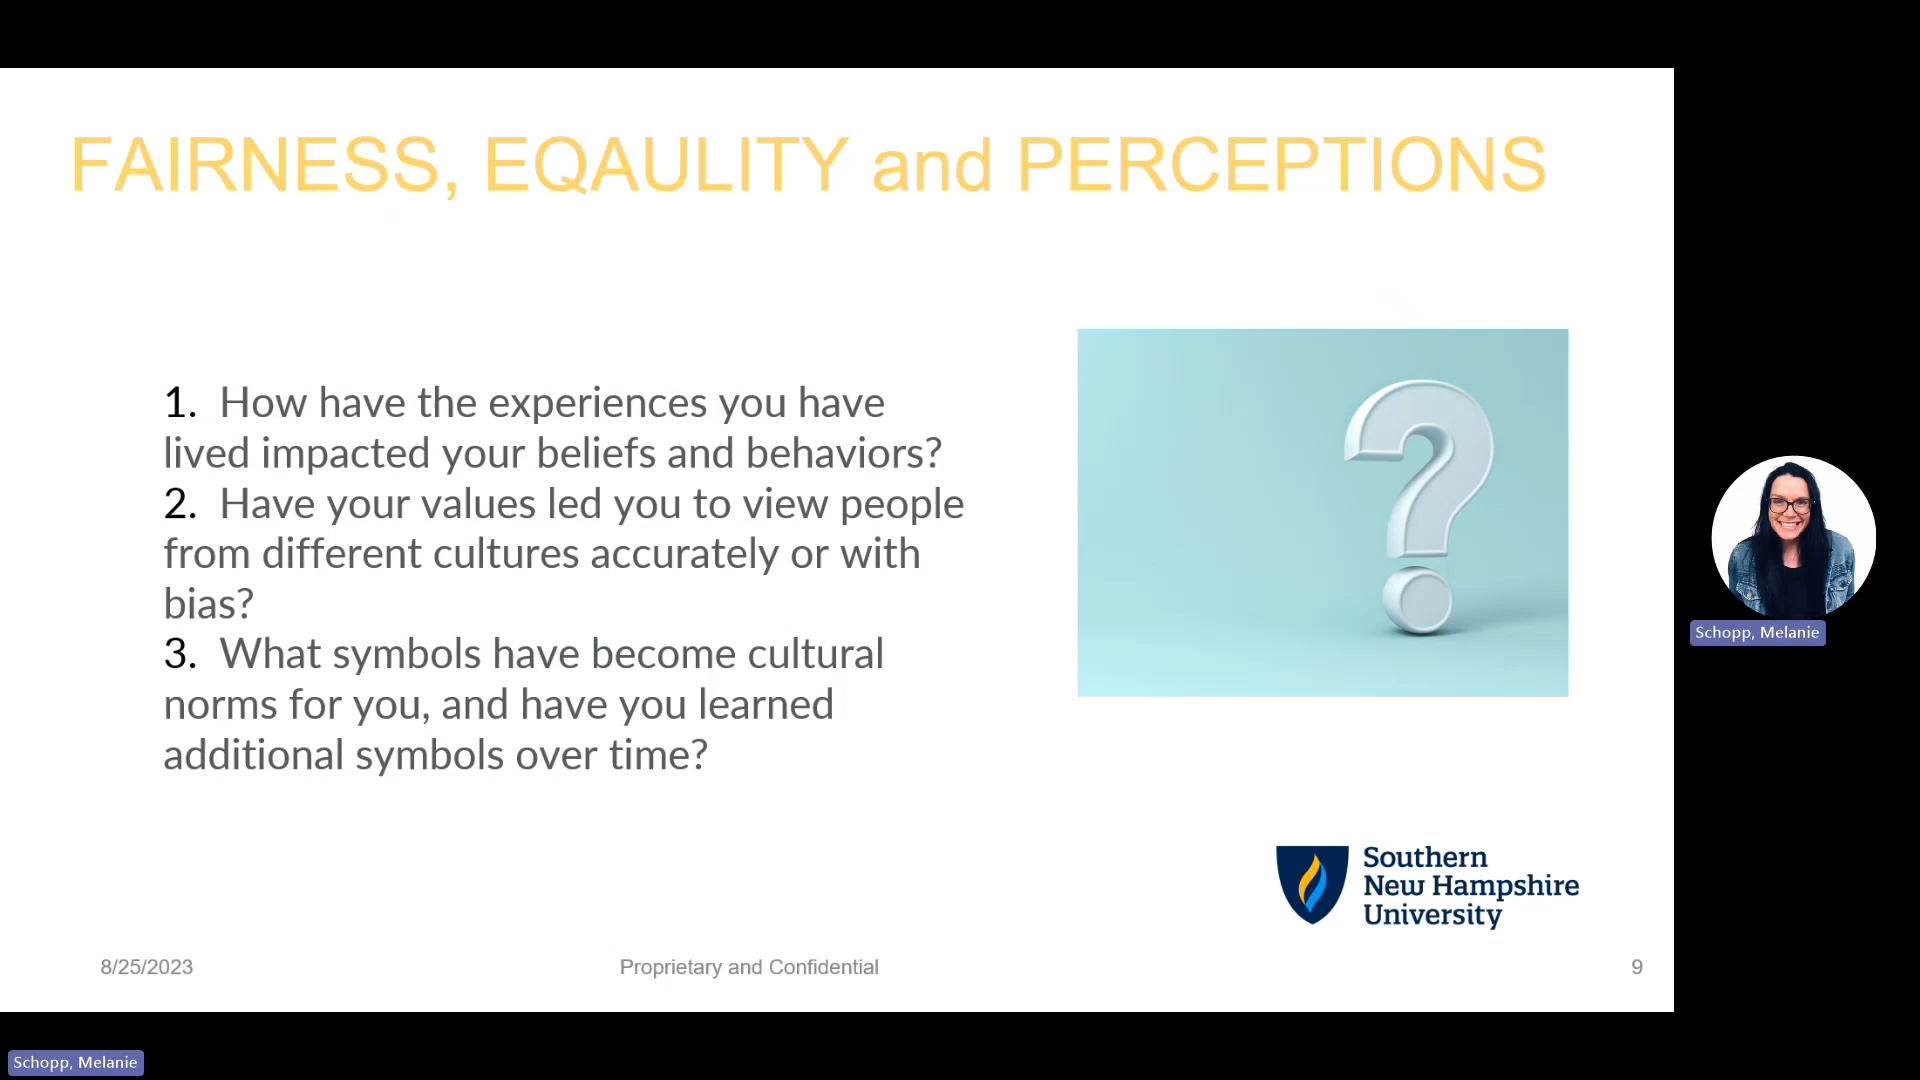 FAIRNESS, EQAULITY and PERCEPTIONS
1. How have the experiences you have
lived impacted your beliefs and behaviors?
2. Have your values led you to view people
from different cultures accurately or with
bias?
3. What symbols have become cultural
norms for you, and have you learned
additional symbols over time?
?
Schopp, Melanie
Southern
New Hampshire
University
8/25/2023
Proprietary and Confidential
9
Schopp, Melanie